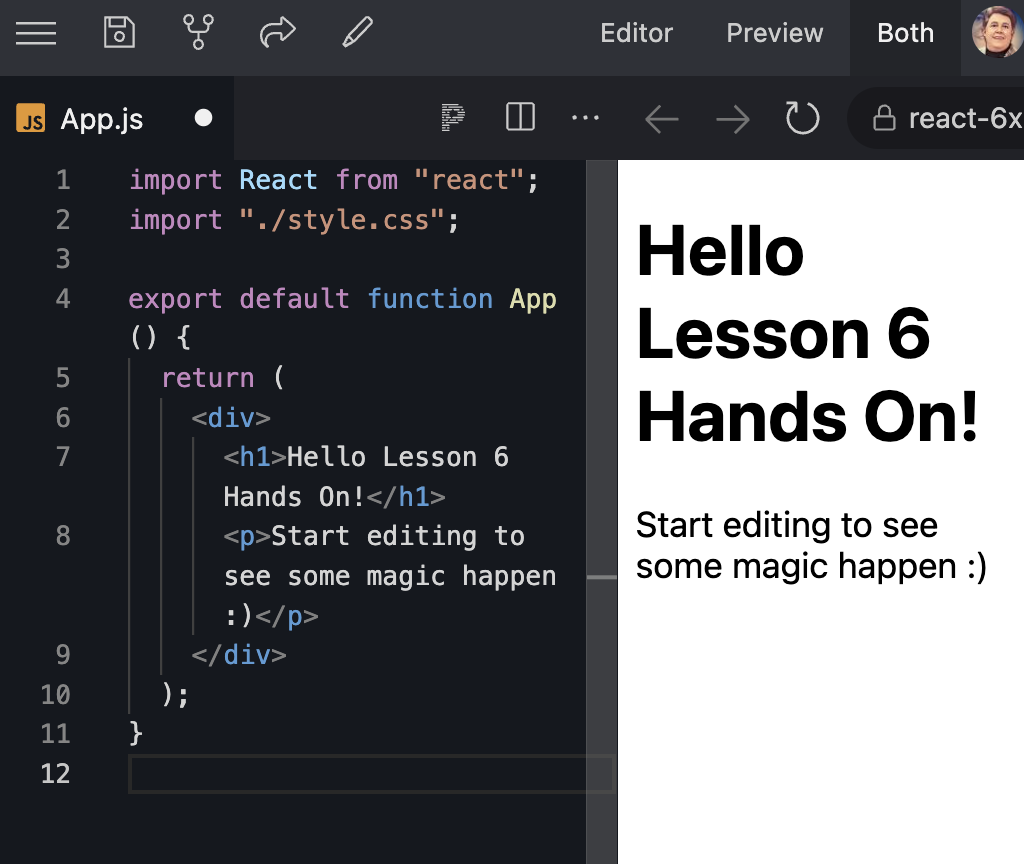 Editor Preview Both
JS App.js react-6x
1 import React from "react";
2 import "./style.css";
3
4 export default function App
() {
5 return (
6 <div>
7 <h1>Hello Lesson 6
Hands On!</h1>
8 <p>Start editing to
see some magic happen
:)</p>
9 </div>
10 );
11 }
12
Hello
Lesson 6
Hands On!
Start editing to see
some magic happen :)